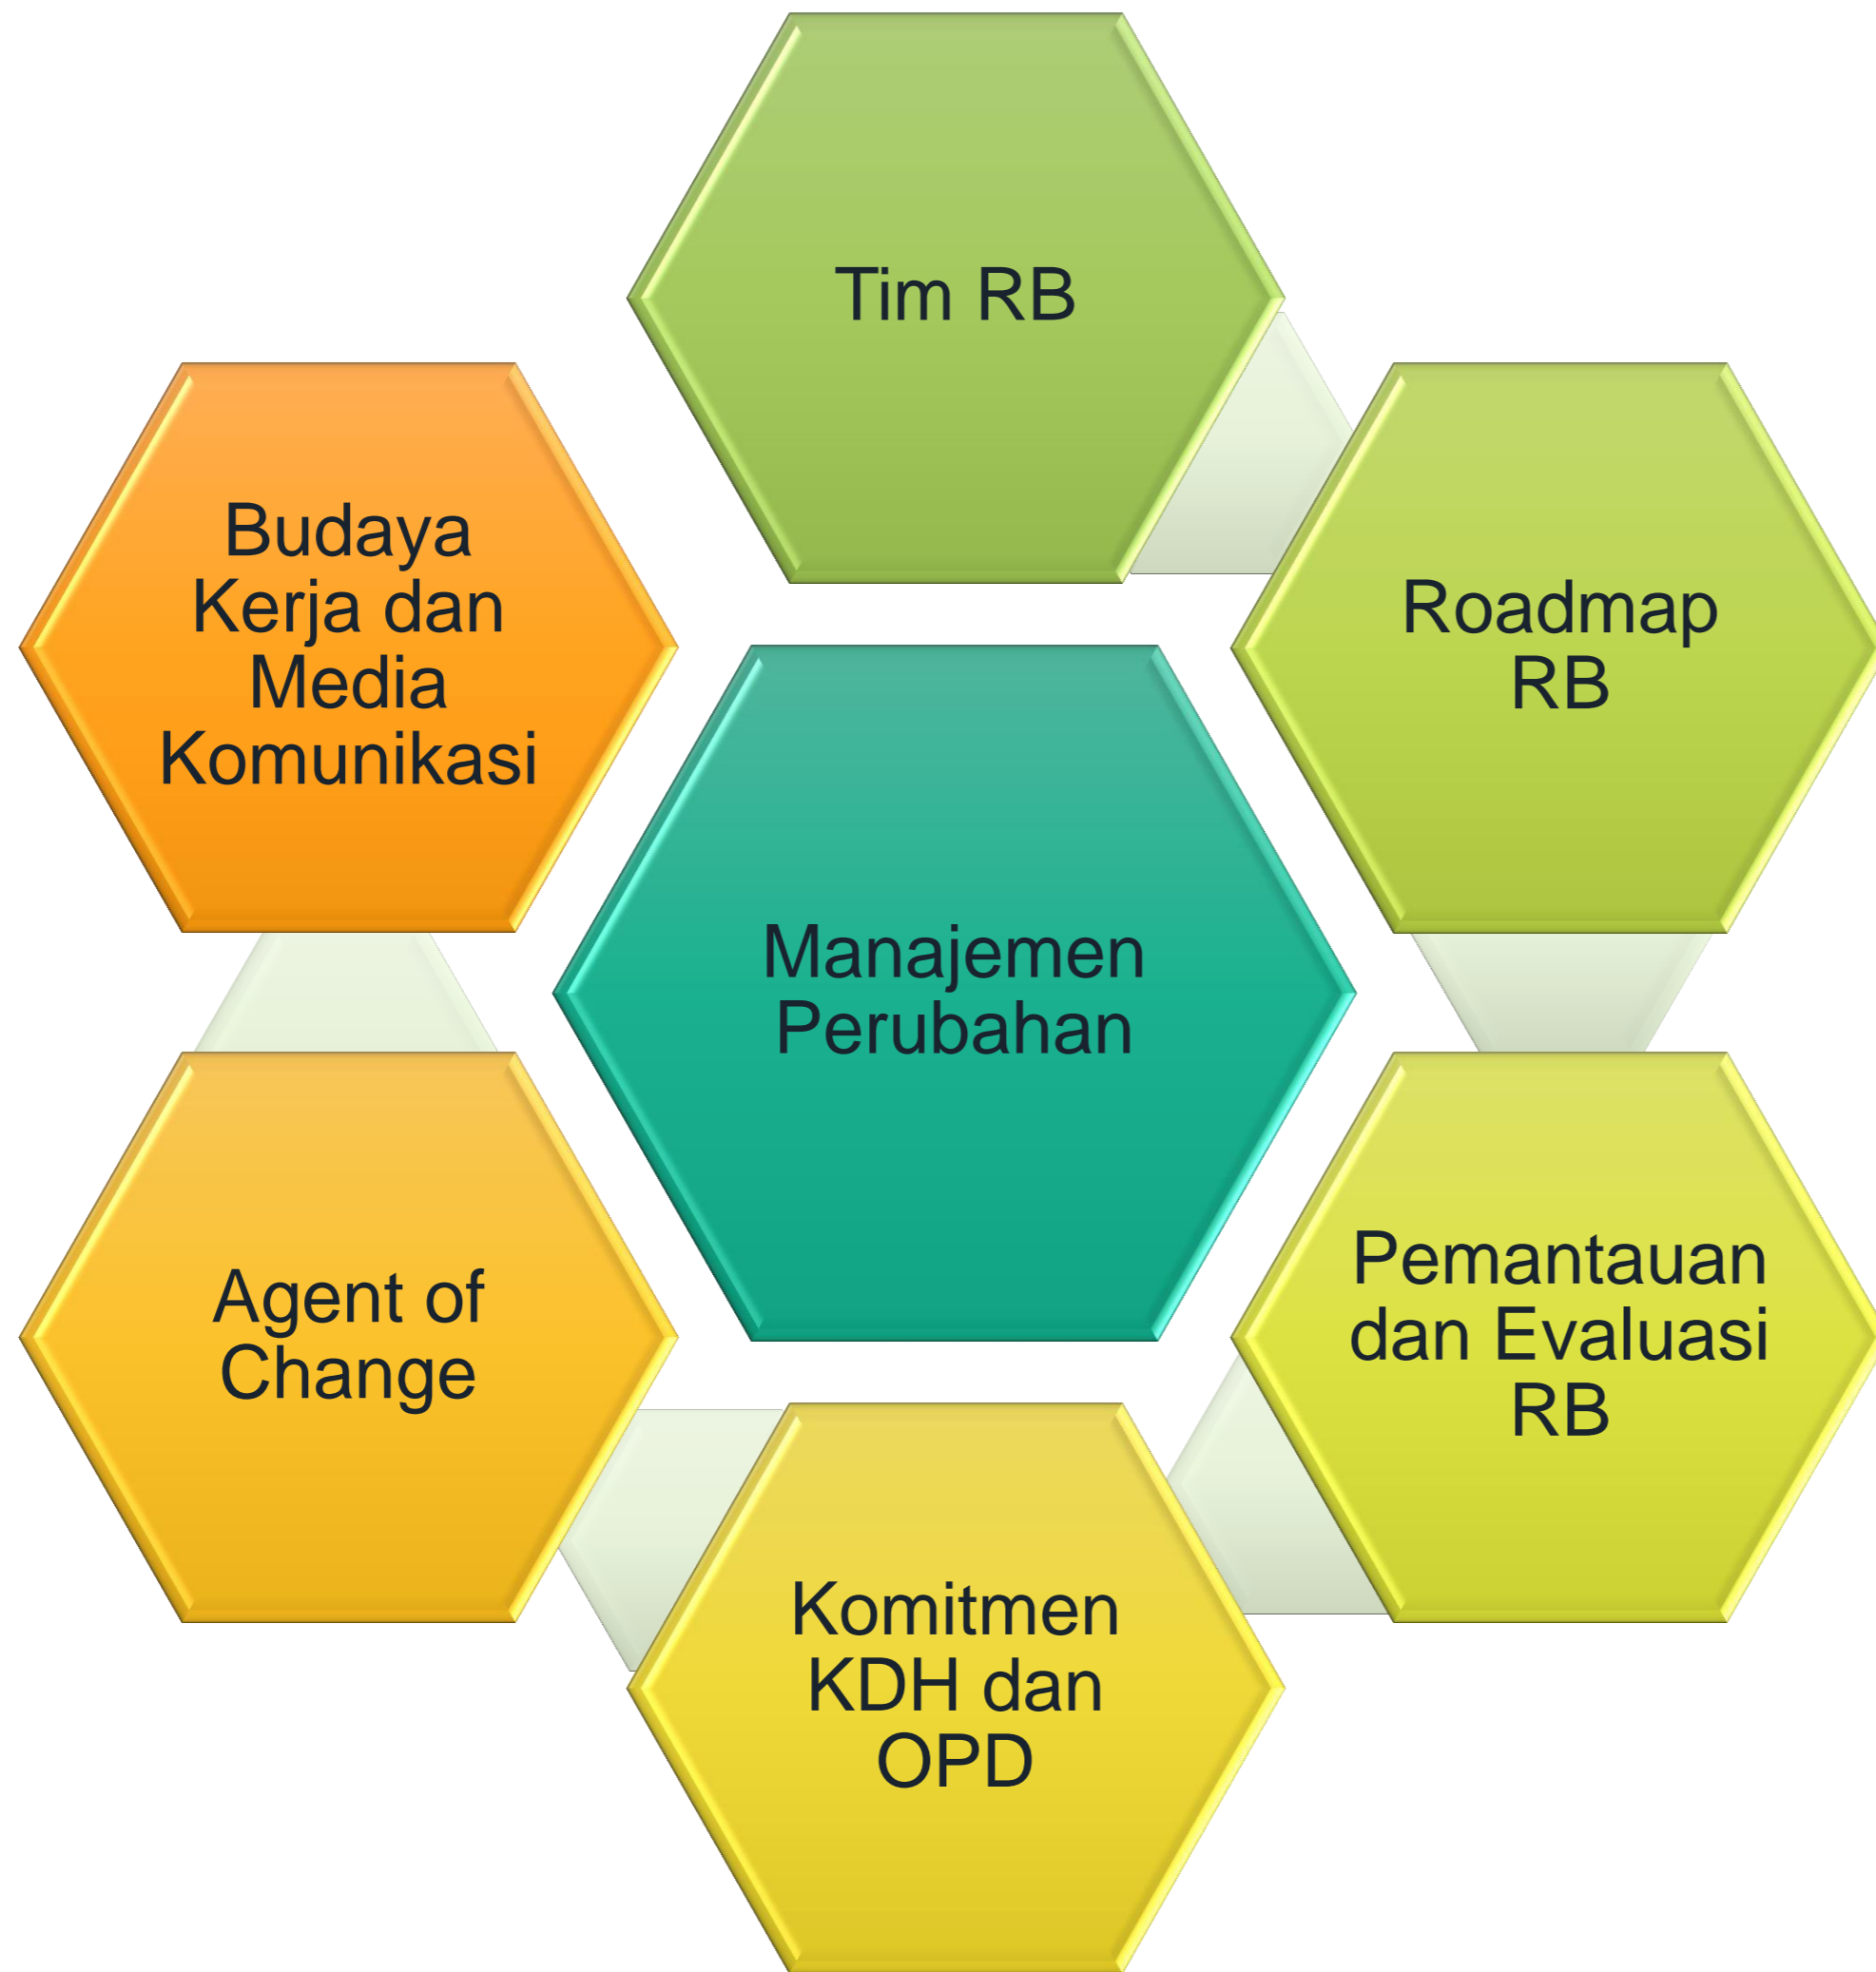 Tim RB
Roadmap
RB
Pemantauan
dan Evaluasi
RB
Komitmen
KDH dan
OPD
Agent of
Change
Budaya
Kerja dan
Media
Komunikasi
Manajemen
Perubahan